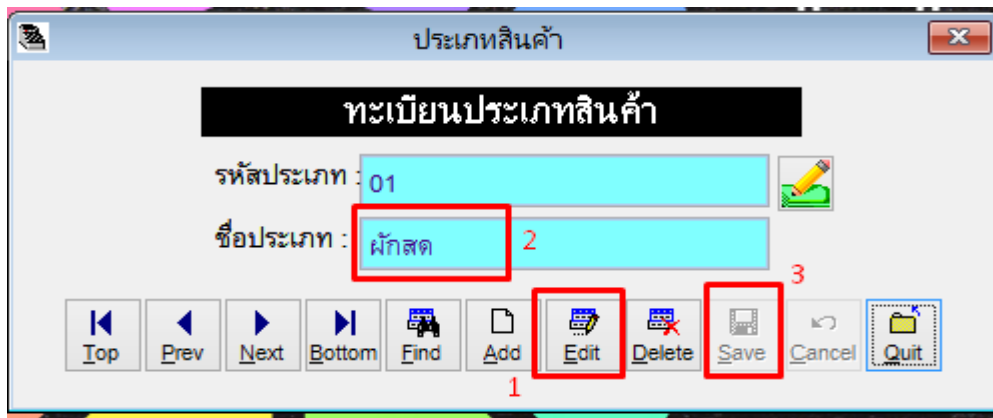 ประเภทสินค้า
ทะเบียนประเภทสินค้า
รหัสประเภท : 01
ชื่อประเภท : ผักสด 2
3
Top Prev Next Bottom Find Add Edit Delete Save Cancel Quit
1